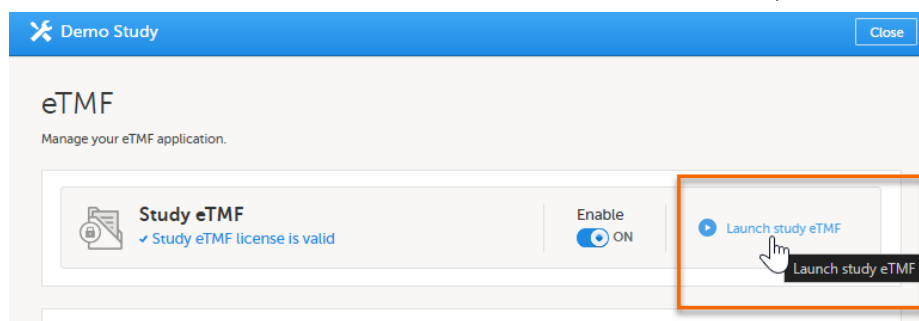 Demo Study
Close
eTMF
Manage your eTMF application.
Study eTMF
Study eTMF license is valid
Enable
ON
Launch study eTMF
Launch study eTMF